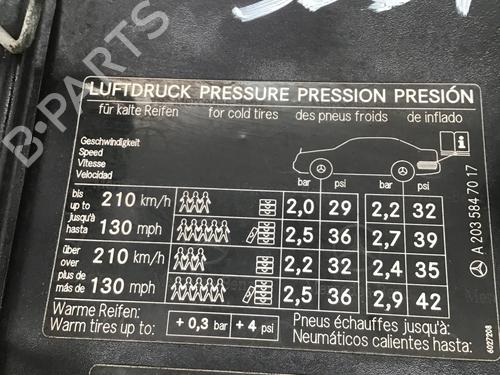 LUFTDRUCK PRESSURE PRESSION PRESIÓN
für kalte Reifen for cold tires des pneus froids de inflado
Geschwindigkeit
Speed
Vitesse
Velocidad
bar psi bar psi
bis
up to
jusqu'à
hasta
210 km/h
130 mph
2,0 29 2,2 32
2,5 36 2,7 39
über
over
plus de
más de
210 km/h
130 mph
2,2 32 2,4 35
2,5 36 2,9 42
Warme Reifen:
Warm tires up to:
+ 0,3 bar + 4 psi
Pneus échauffes jusqu'à:
Neumáticos calientes hasta:
A 203 584 70 17
6027208
B-PARTS